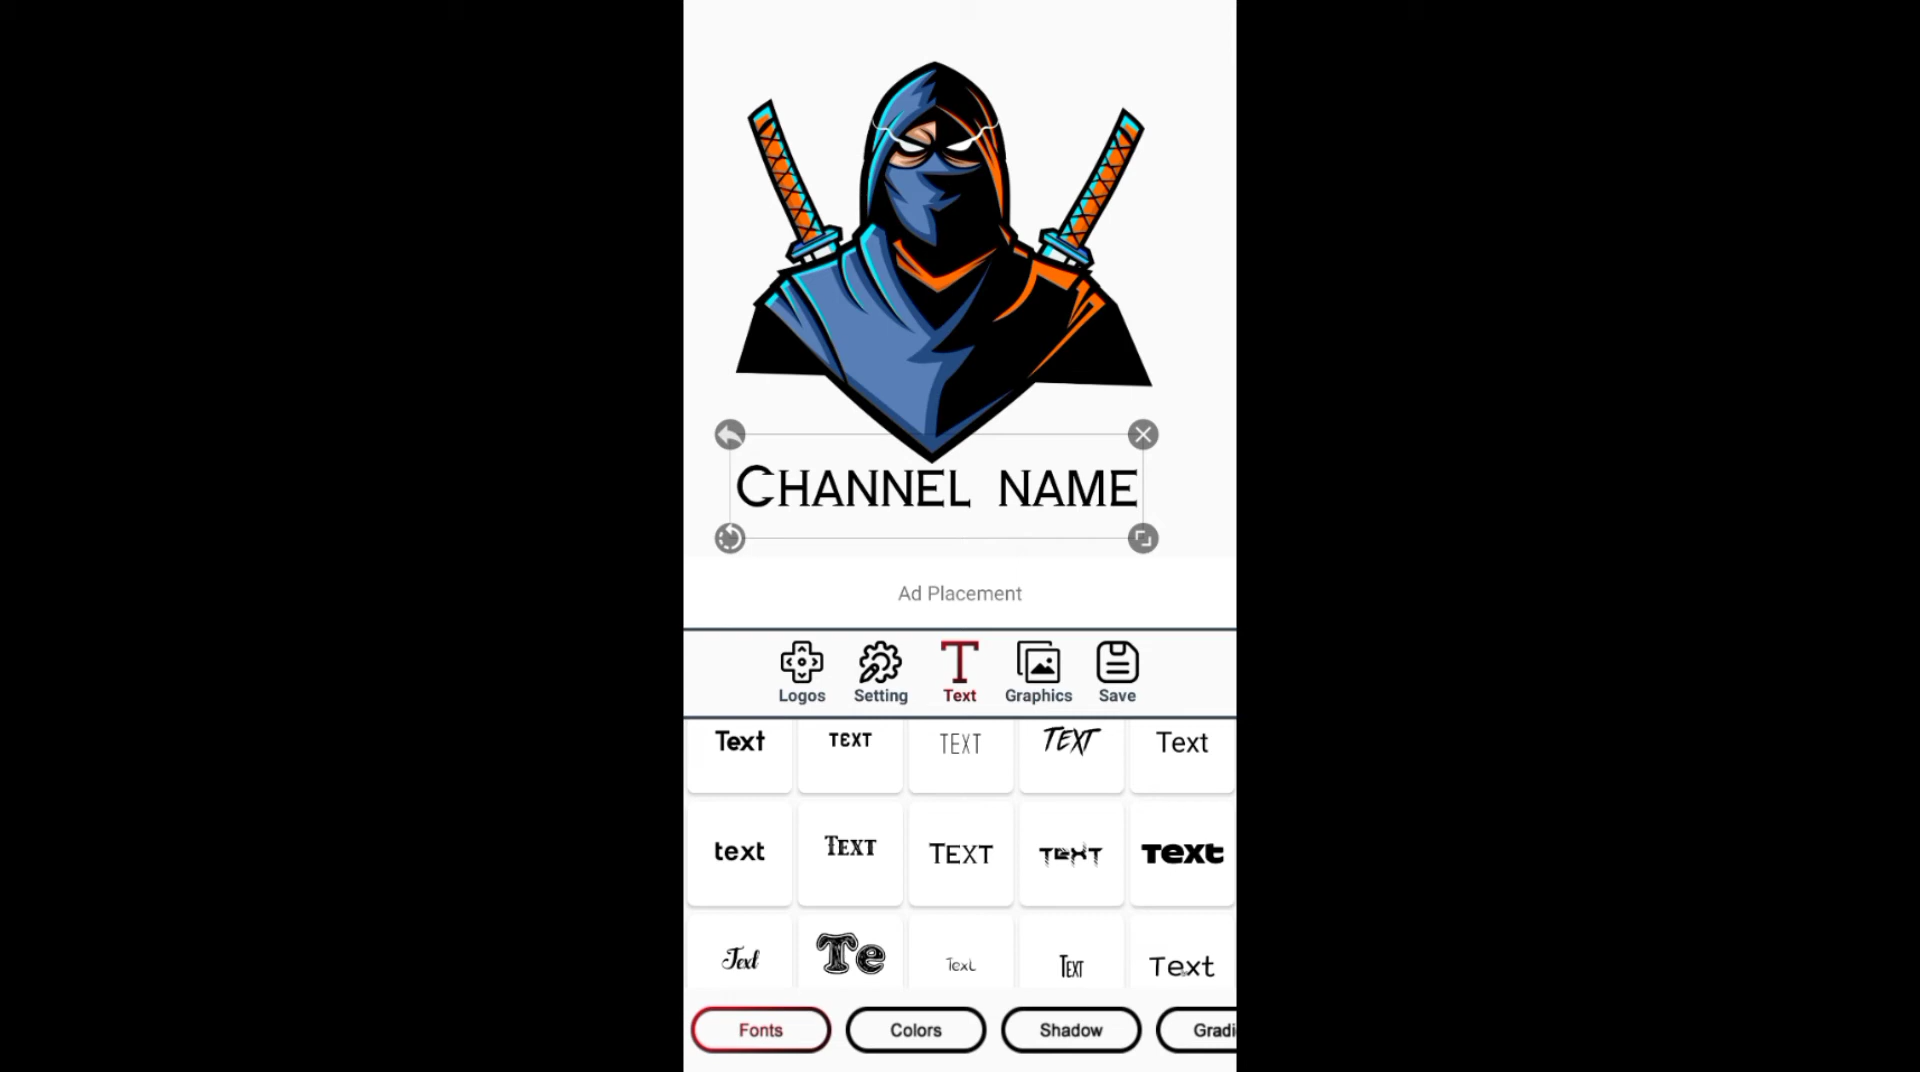 CHANNEL NAME
Ad Placement
Logos Setting Text Graphics Save
Text TEXT TEXT TEXT Text
text TEXT TEXT TEXT Text
Text Te Text TEXT Text
Fonts Colors Shadow Gradi